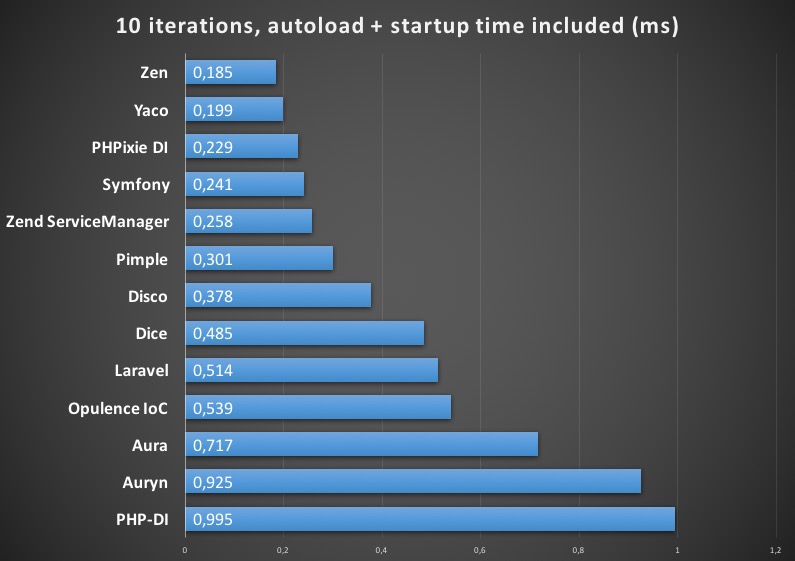 10 iterations, autoload + startup time included (ms)
Zen 0,185
Yaco 0,199
PHPixie DI 0,229
Symfony 0,241
Zend ServiceManager 0,258
Pimple 0,301
Disco 0,378
Dice 0,485
Laravel 0,514
Opulence IoC 0,539
Aura 0,717
Auryn 0,925
PHP-DI 0,995
0 0,2 0,4 0,6 0,8 1 1,2